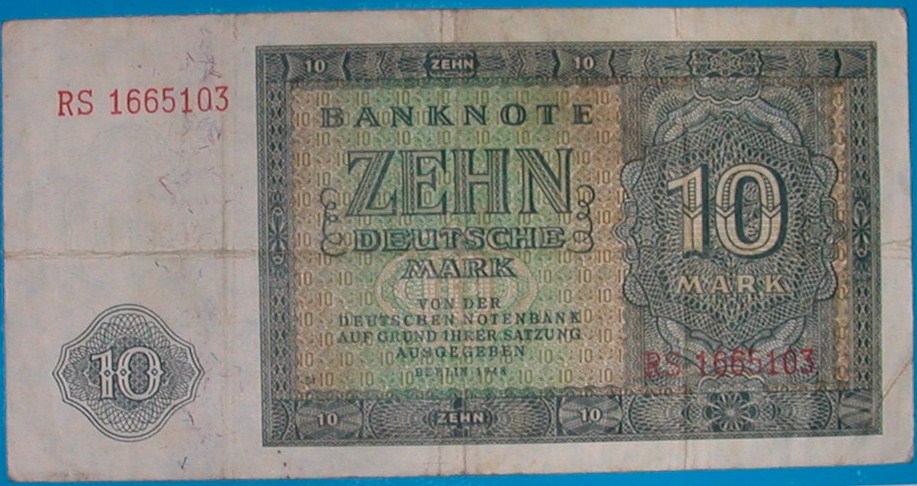 10 ZEHN 10
RS 1665103
BANKNOTE
ZEHN
DEUTSCHE
MARK
10
MARK
VON DER
DEUTSCHEN NOTENBANK
AUF GRUND IHRER SATZUNG
AUSGEGEBEN
BERLIN 1948
RS 1665103
10
10 ZEHN 10